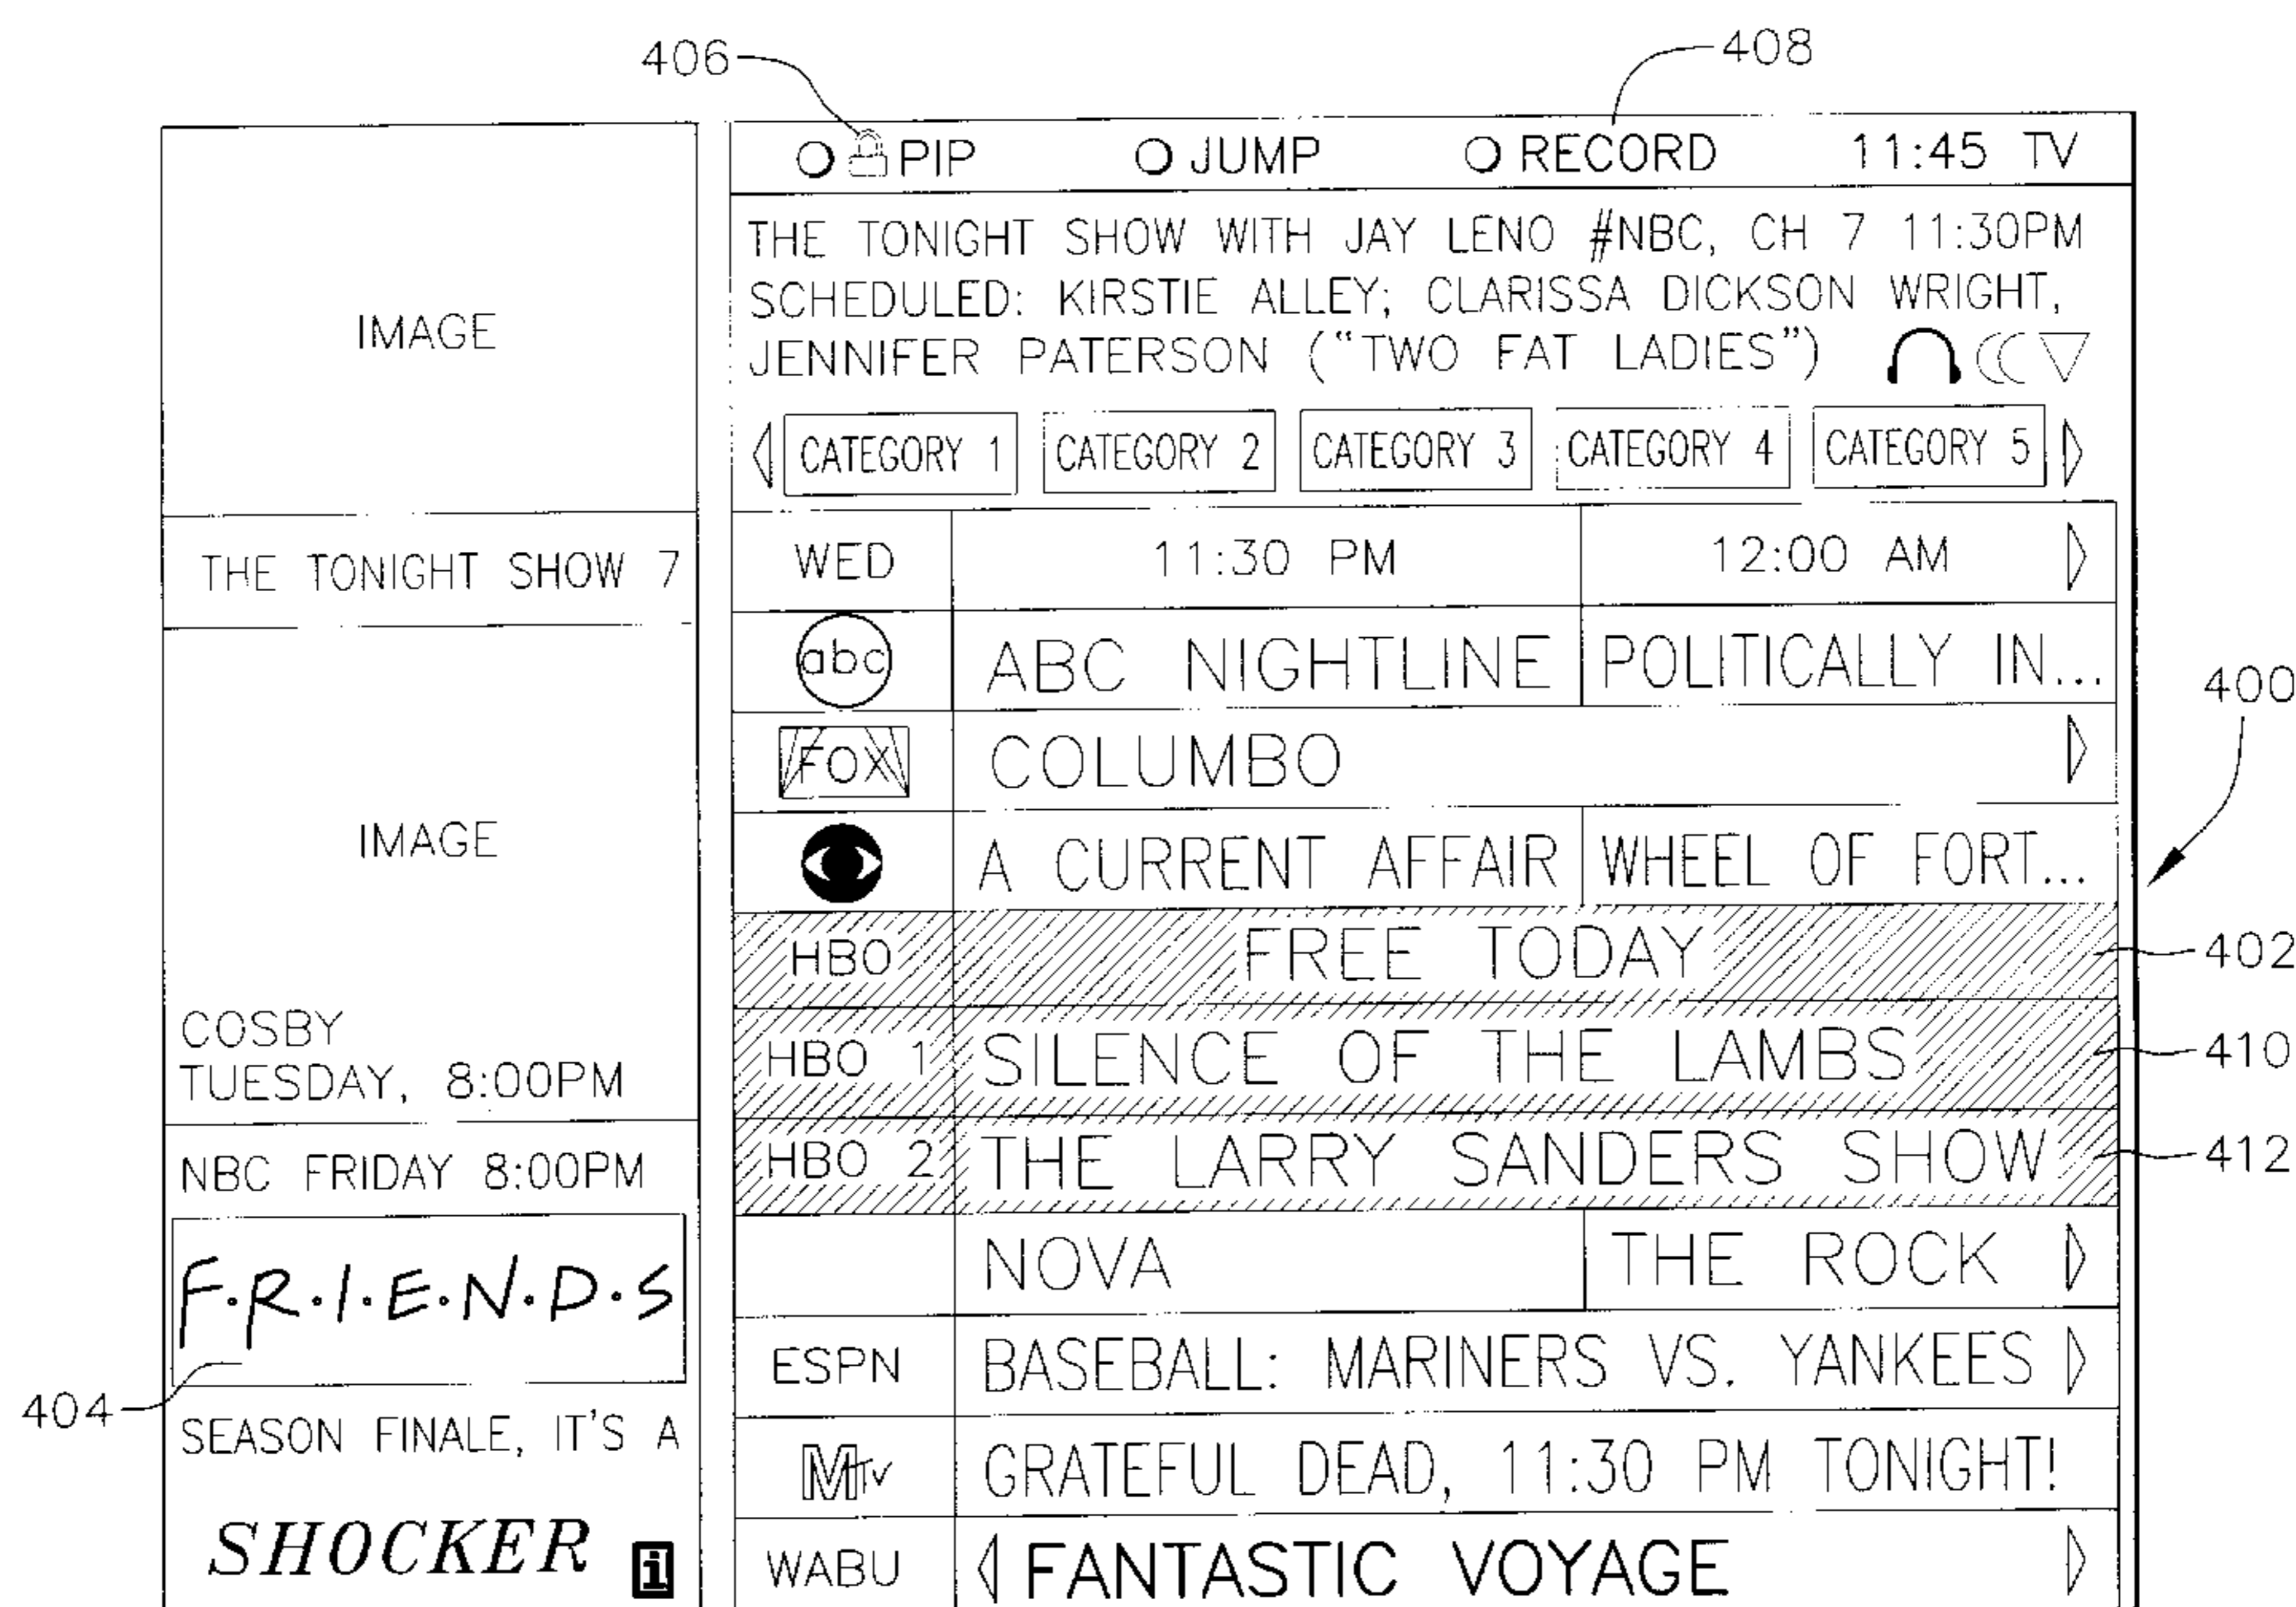 406
408
PIP JUMP RECORD 11:45 TV
THE TONIGHT SHOW WITH JAY LENO #NBC, CH 7 11:30PM
SCHEDULED: KIRSTIE ALLEY; CLARISSA DICKSON WRIGHT,
JENNIFER PATERSON ("TWO FAT LADIES")
CATEGORY 1 CATEGORY 2 CATEGORY 3 CATEGORY 4 CATEGORY 5
WED 11:30 PM 12:00 AM
abc ABC NIGHTLINE POLITICALLY IN...
FOX COLUMBO
A CURRENT AFFAIR WHEEL OF FORT...
HBO FREE TODAY
HBO 1 SILENCE OF THE LAMBS
HBO 2 THE LARRY SANDERS SHOW
NOVA THE ROCK
ESPN BASEBALL: MARINERS VS. YANKEES
MTV GRATEFUL DEAD, 11:30 PM TONIGHT!
WABU FANTASTIC VOYAGE
400
402
410
412
IMAGE
THE TONIGHT SHOW 7
IMAGE
COSBY
TUESDAY, 8:00PM
NBC FRIDAY 8:00PM
F·R·I·E·N·D·S
404
SEASON FINALE, IT'S A
SHOCKER i